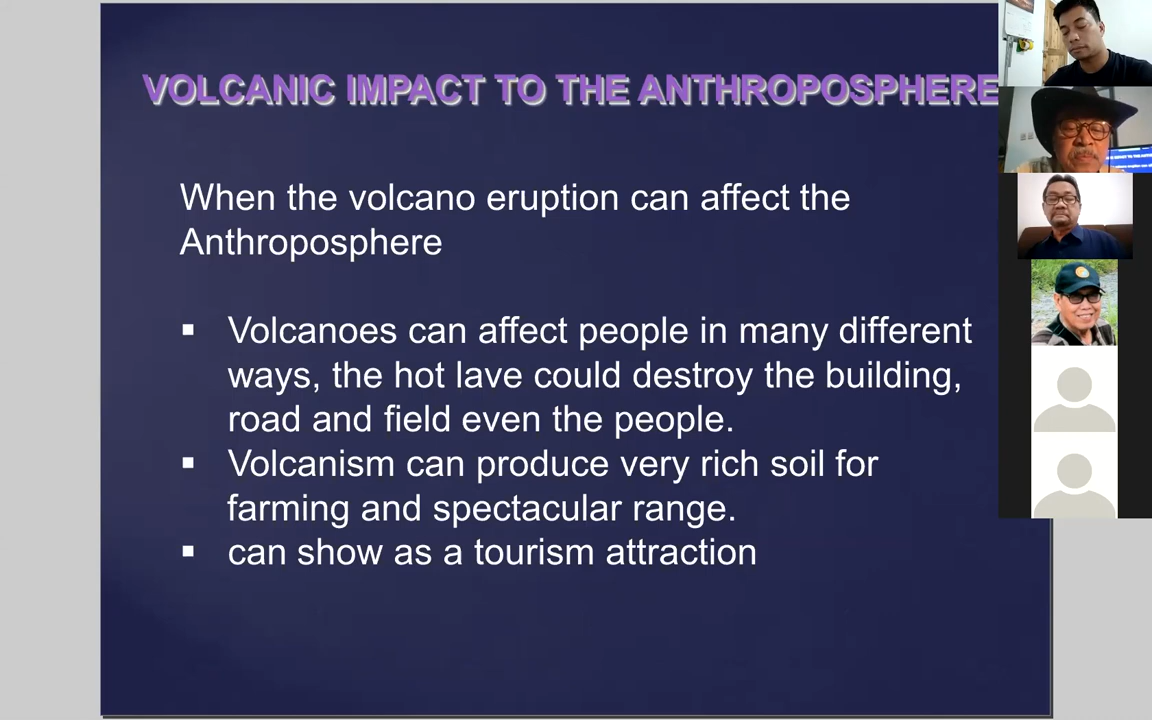 VOLCANIC IMPACT TO THE ANTHROPOSPHERE
When the volcano eruption can affect the
Anthroposphere
▪ Volcanoes can affect people in many different
ways, the hot lave could destroy the building,
road and field even the people.
▪ Volcanism can produce very rich soil for
farming and spectacular range.
▪ can show as a tourism attraction